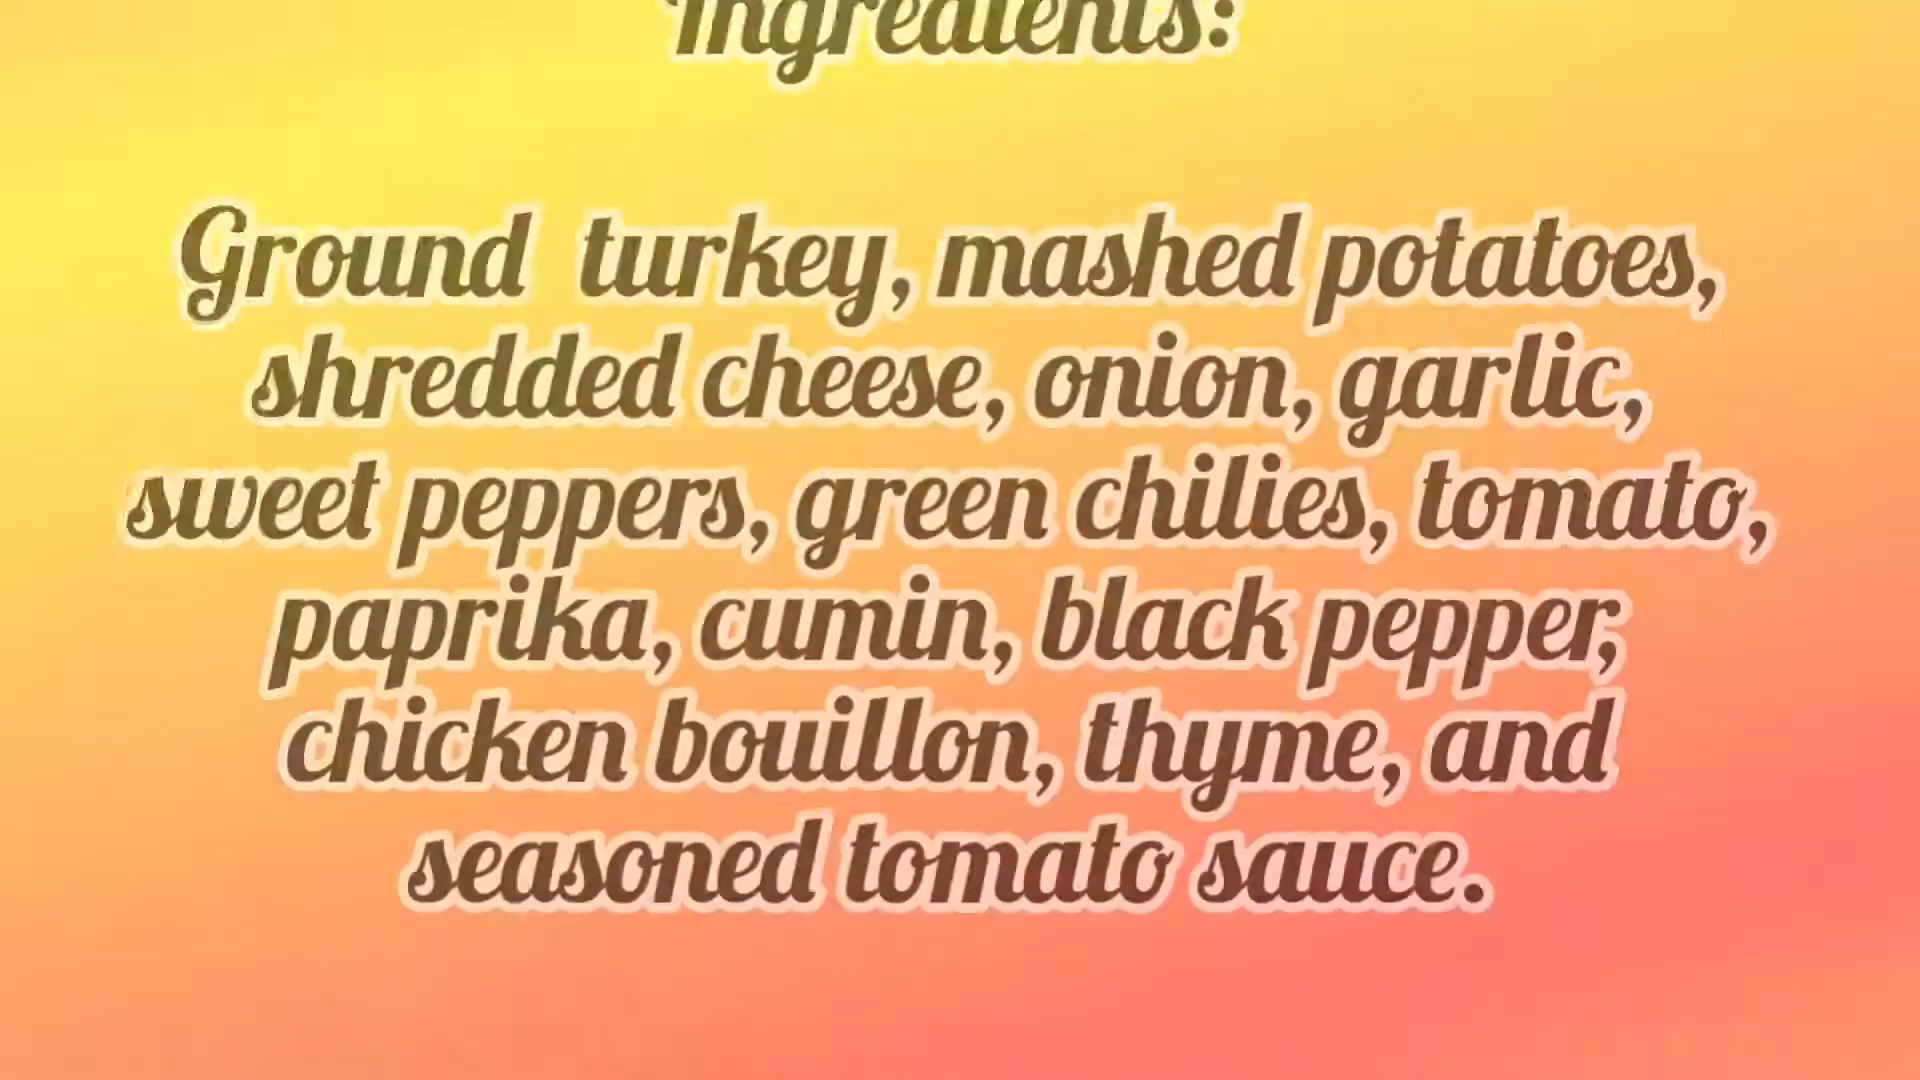 Ingredients:
Ground turkey, mashed potatoes,
shredded cheese, onion, garlic,
sweet peppers, green chilies, tomato,
paprika, cumin, black pepper,
chicken bouillon, thyme, and
seasoned tomato sauce.